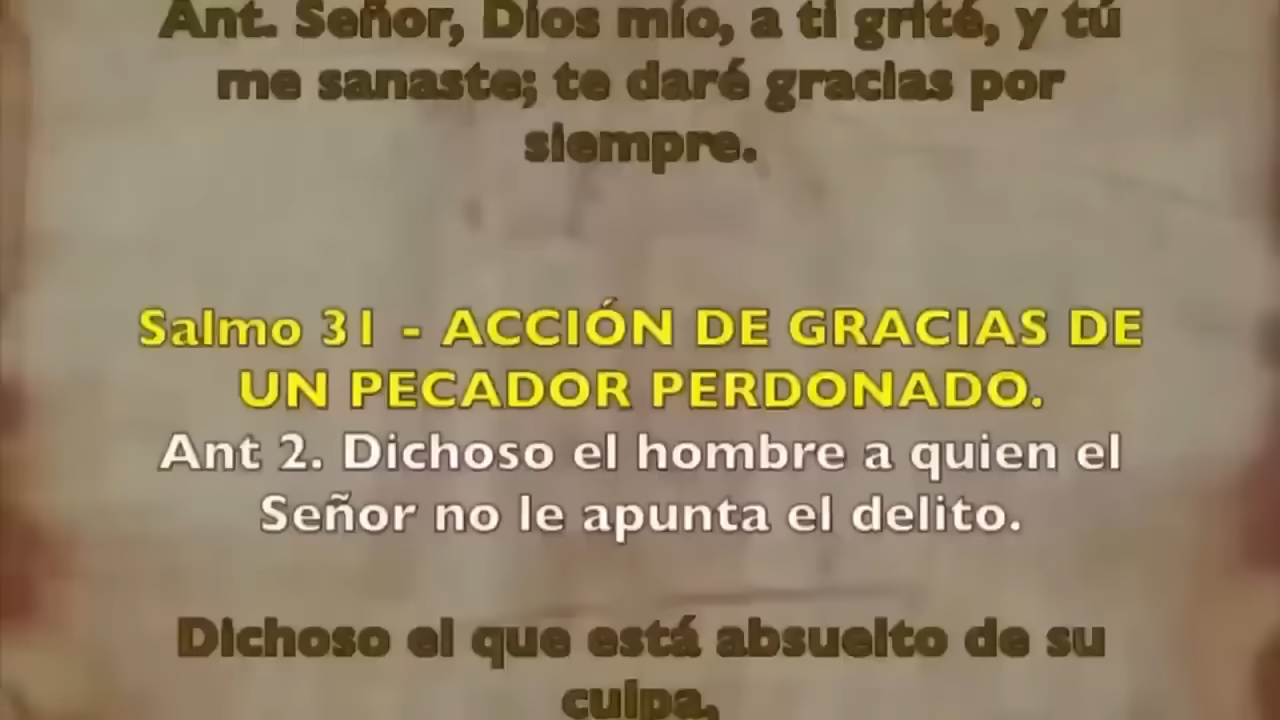 Ant. Señor, Dios mío, a ti grité, y tú
me sanaste; te daré gracias por
siempre.
Salmo 31 - ACCIÓN DE GRACIAS DE
UN PECADOR PERDONADO.
Ant 2. Dichoso el hombre a quien el
Señor no le apunta el delito.
Dichoso el que está absuelto de su
culpa,